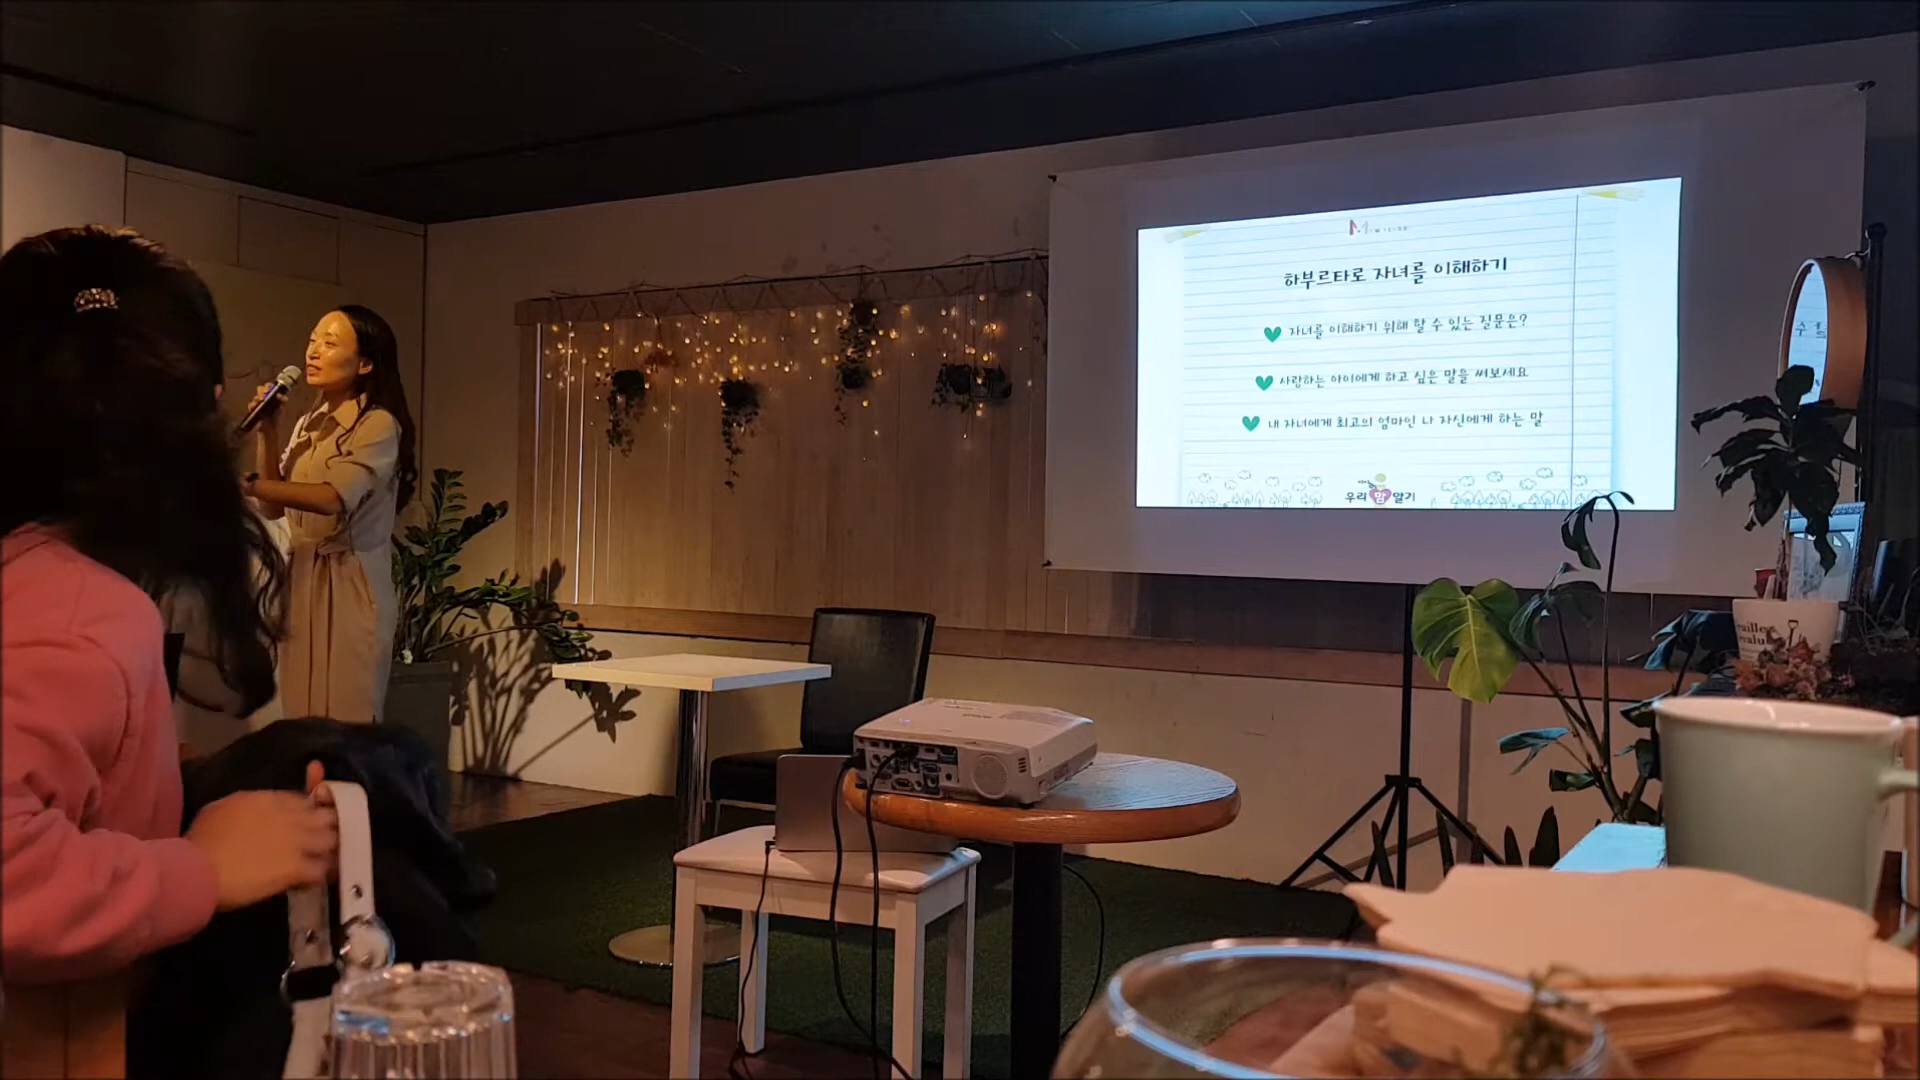 하부르타로 자녀를 이해하기
자녀를 이해하기 위해 할 수 있는 질문은?
사랑하는 아이에게 하고 싶은 말을 써보세요
내 자녀에게 최고의 엄마인 나 자신에게 하는 말
우리 맘 알기